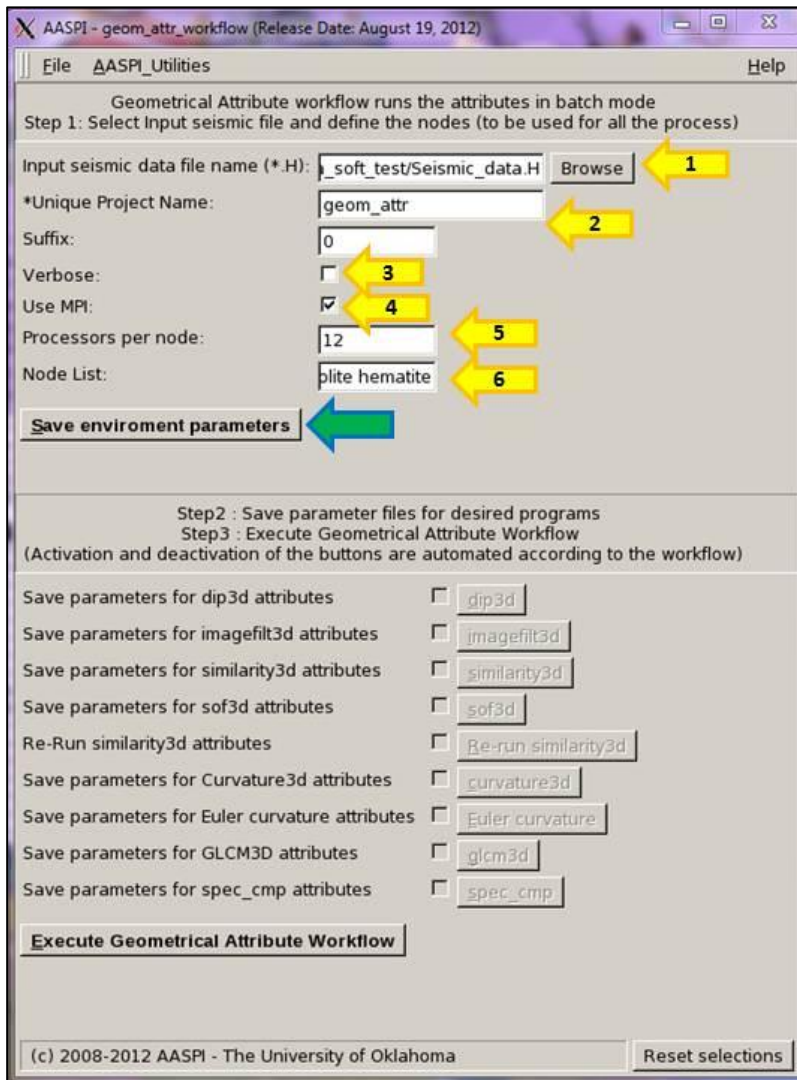 AASPI - geom_attr_workflow (Release Date: August 19, 2012)
File AASPI_Utilities Help
Geometrical Attribute workflow runs the attributes in batch mode
Step 1: Select Input seismic file and define the nodes (to be used for all the process)
Input seismic data file name (*.H): _soft_test/Seismic_data.H Browse 1
*Unique Project Name: geom_attr
2
Suffix: 0
Verbose: 3
Use MPI: 4
Processors per node: 12 5
Node List: olite hematite 6
Save enviroment parameters
Step2 : Save parameter files for desired programs
Step3 : Execute Geometrical Attribute Workflow
(Activation and deactivation of the buttons are automated according to the workflow)
Save parameters for dip3d attributes dip3d
Save parameters for imagefilt3d attributes imagefilt3d
Save parameters for similarity3d attributes similarity3d
Save parameters for sof3d attributes sof3d
Re-Run similarity3d attributes Re-run similarity3d
Save parameters for Curvature3d attributes curvature3d
Save parameters for Euler curvature attributes Euler curvature
Save parameters for GLCM3D attributes glcm3d
Save parameters for spec_cmp attributes spec_cmp
Execute Geometrical Attribute Workflow
(c) 2008-2012 AASPI - The University of Oklahoma Reset selections